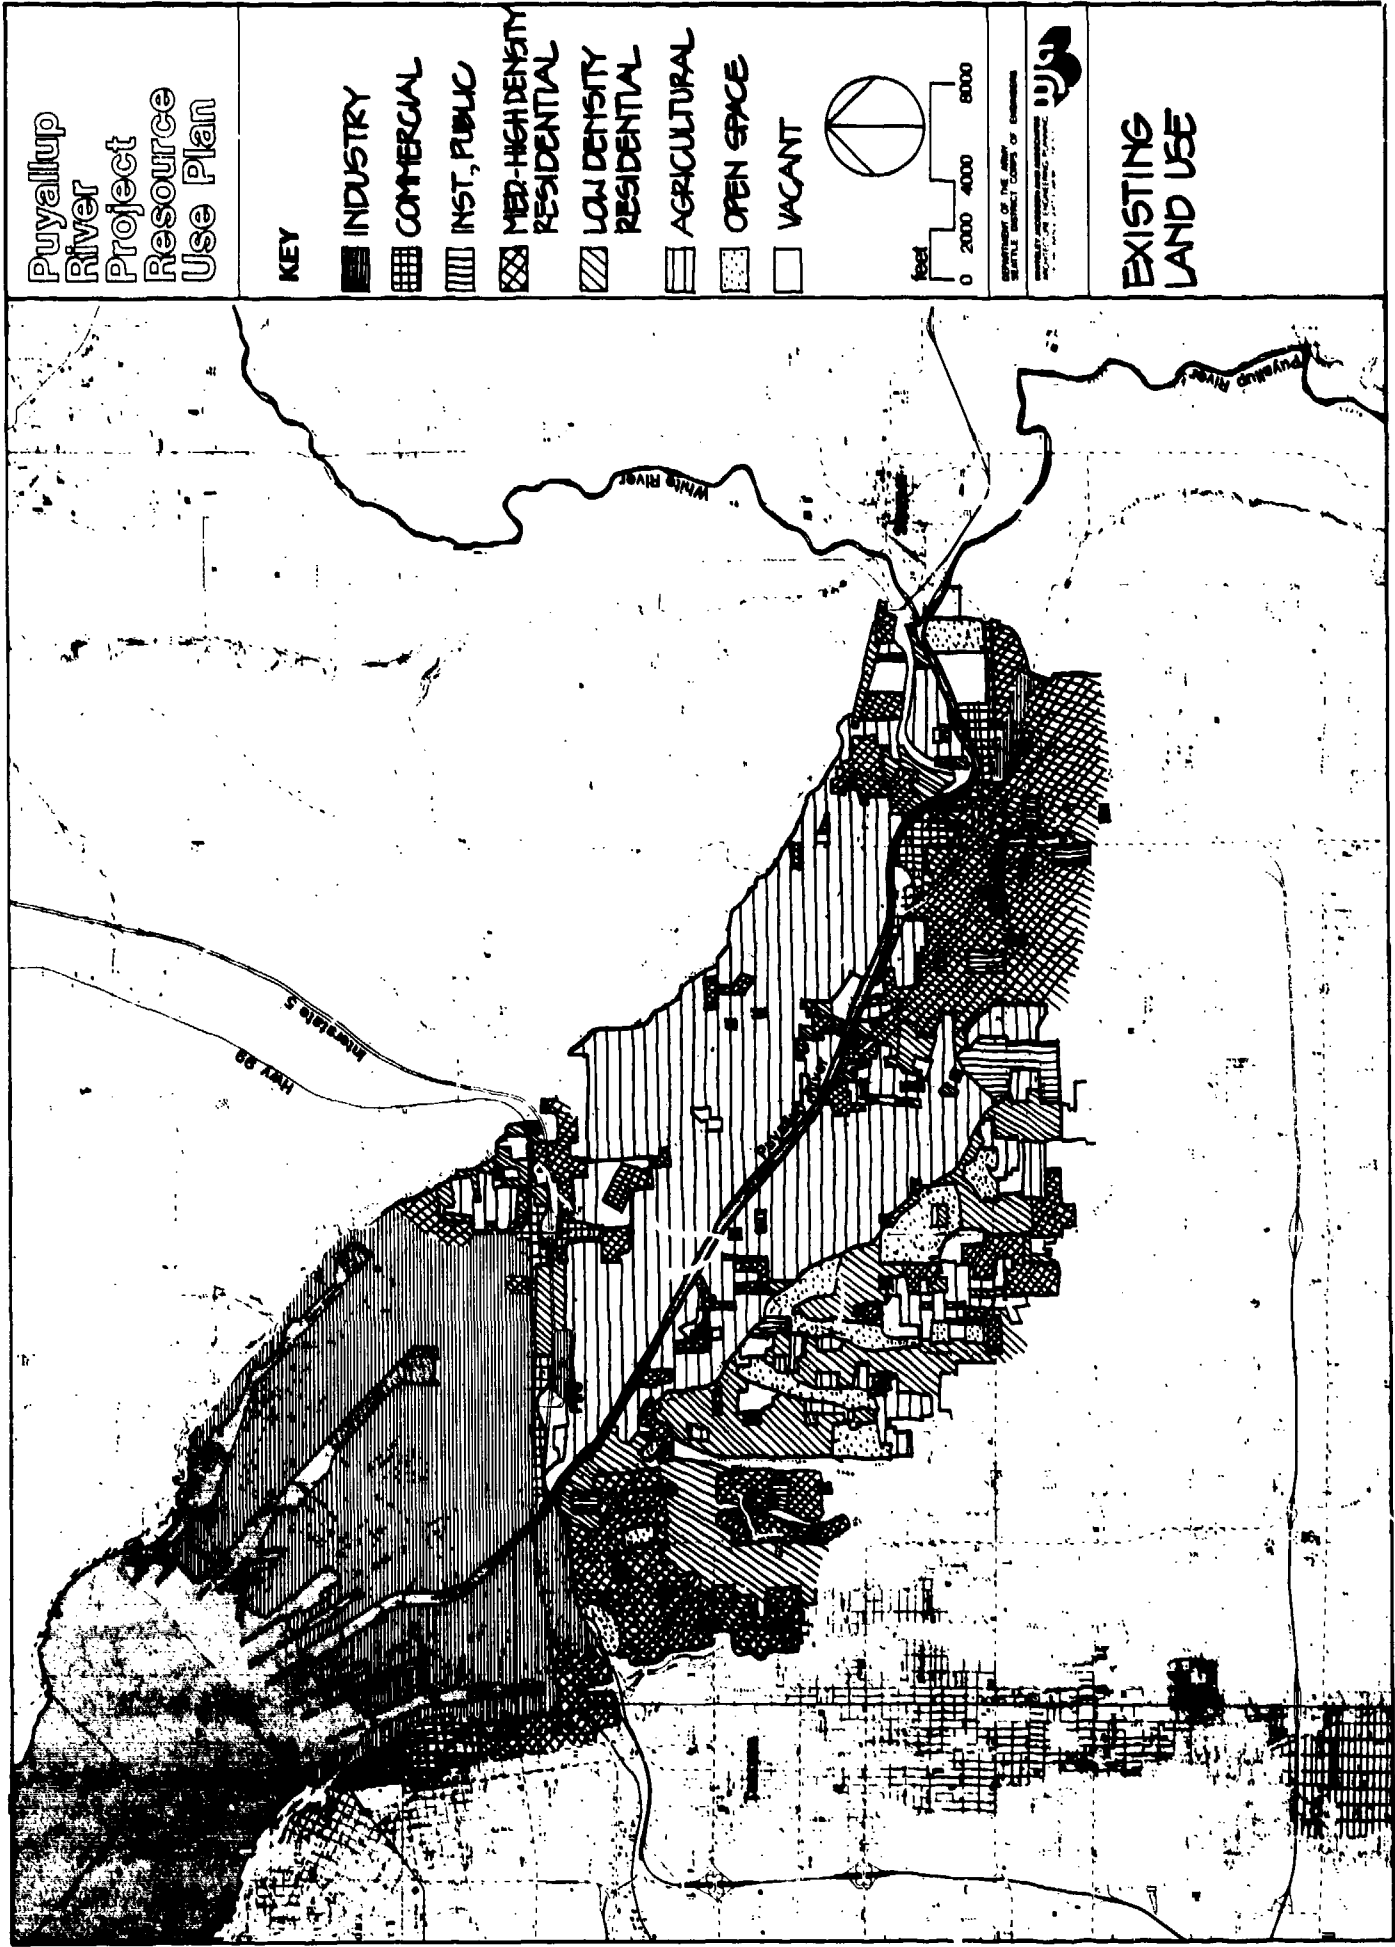 Puyallup
River
Project
Resource
Use Plan
KEY
INDUSTRY
COMMERCIAL
INST., PUBLIC
MED-HIGH DENSITY
RESIDENTIAL
LOW DENSITY
RESIDENTIAL
AGRICULTURAL
OPEN SPACE
VACANT
feet
0 2000 4000 8000
DEPARTMENT OF THE ARMY
SEATTLE DISTRICT CORPS OF ENGINEERS
EXISTING
LAND USE
Interstate 5
Hwy 99
White River
Puyallup River
Puyallup River